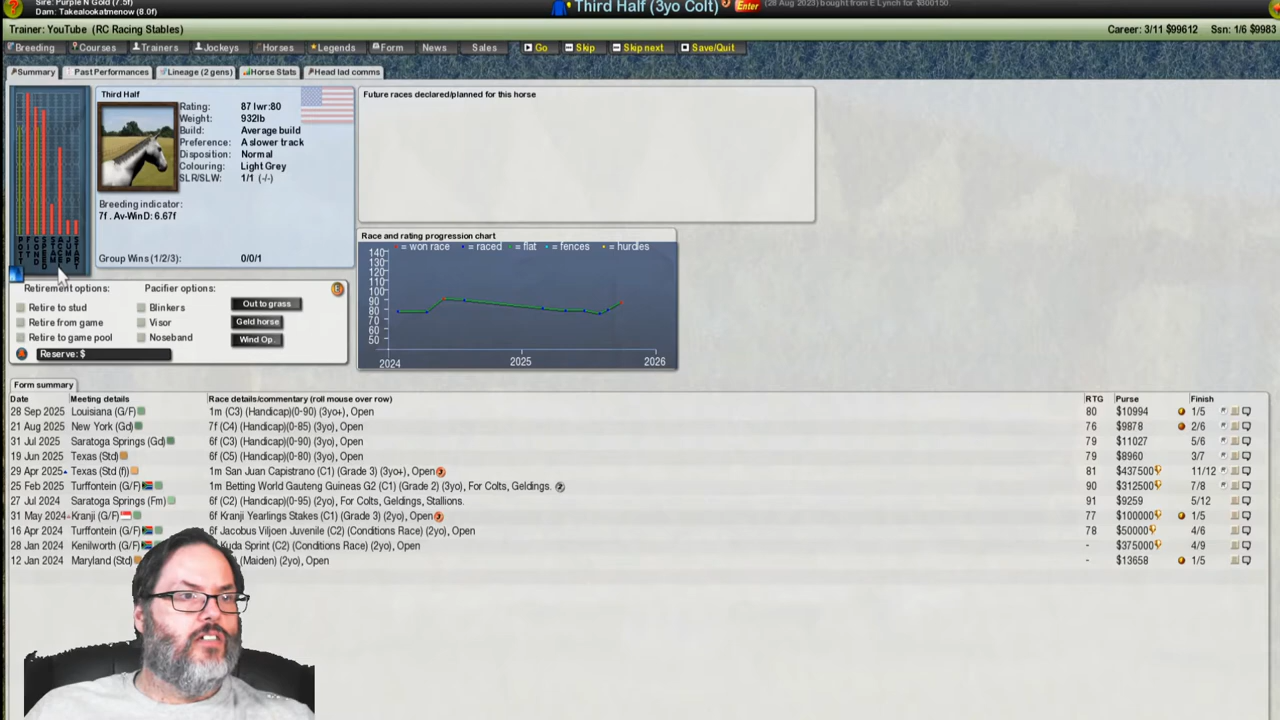 Sire: Purple N Gold (7.5f)
Dam: Takealookatmenow (8.0f)
Third Half (3yo Colt)
Enter
(28 Aug 2023) bought from E Lynch for $800150
Trainer: YouTube (RC Racing Stables)
Career: 3/11 $99612 Ssn: 1/6 $9983
Breeding Courses Trainers Jockeys Horses Legends Form News Sales Go Skip Skip next Save/Quit
Summary Past Performances Lineage (2 gens) Horse Stats Head lad comms
Third Half
Rating: 87 lwr:80
Weight: 932lb
Build: Average build
Preference: A slower track
Disposition: Normal
Colouring: Light Grey
SLR/SLW: 1/1 (-/-)
Breeding indicator:
7f . Av-WinD: 6.67f
Group Wins (1/2/3): 0/0/1
Future races declared/planned for this horse
Race and rating progression chart
= won race = raced = flat = fences = hurdles
140
130
120
110
100
90
80
70
60
50
2024 2025 2026
Retirement options: Pacifier options:
Retire to stud Blinkers Out to grass
Retire from game Visor Geld horse
Retire to game pool Noseband Wind Op.
Reserve: $
Form summary
Date Meeting details Race details/commentary (roll mouse over row) RTG Purse Finish
28 Sep 2025 Louisiana (G/F) 1m (C3) (Handicap)(0-90) (3yo+), Open 80 $10994 1/5
21 Aug 2025 New York (Gd) 7f (C4) (Handicap)(0-85) (3yo), Open 76 $9878 2/6
31 Jul 2025 Saratoga Springs (Gd) 6f (C3) (Handicap)(0-90) (3yo), Open 79 $11027 5/6
19 Jun 2025 Texas (Std) 6f (C5) (Handicap)(0-80) (3yo), Open 79 $8960 3/7
29 Apr 2025 Texas (Std) (f) 1m San Juan Capistrano (C1) (Grade 3) (3yo+), Open 81 $437500 11/12
25 Feb 2025 Turffontein (G/F) 1m Betting World Gauteng Guineas G2 (C1) (Grade 2) (3yo), For Colts, Geldings. 90 $312500 7/8
27 Jul 2024 Saratoga Springs (Fm) 6f (C2) (Handicap)(0-95) (2yo), For Colts, Geldings, Stallions. 91 $9259 5/12
31 May 2024 Kranji (G/F) 6f Kranji Yearlings Stakes (C1) (Grade 3) (2yo), Open 77 $100000 1/5
16 Apr 2024 Turffontein (G/F) 6f Jacobus Viljoen Juvenile (C2) (Conditions Race) (2yo), Open 78 $50000 4/6
28 Jan 2024 Kenilworth (G/F) Kuda Sprint (C2) (Conditions Race) (2yo), Open - $375000 4/9
12 Jan 2024 Maryland (Std) (Maiden) (2yo), Open - $13658 1/5